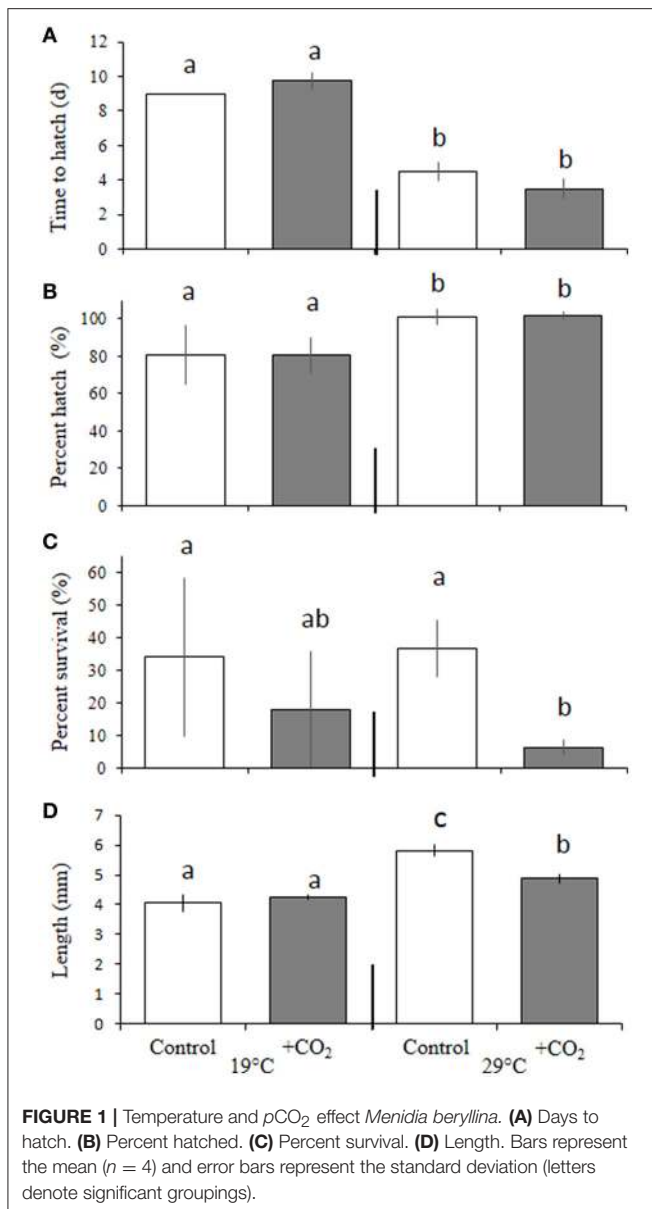 A
12
a
a
10
8
6
b
b
4
2
0
Time to hatch (d)
B
a
a
b
b
100
80
60
40
20
0
Percent hatch (%)
C
a
60
a
50
ab
40
30
20
b
10
0
Percent survival (%)
D
7
c
6
b
a
a
5
4
3
2
1
0
Length (mm)
Control +CO₂ Control +CO₂
19°C 29°C
FIGURE 1 | Temperature and pCO₂ effect Menidia beryllina. (A) Days to
hatch. (B) Percent hatched. (C) Percent survival. (D) Length. Bars represent
the mean (n = 4) and error bars represent the standard deviation (letters
denote significant groupings).